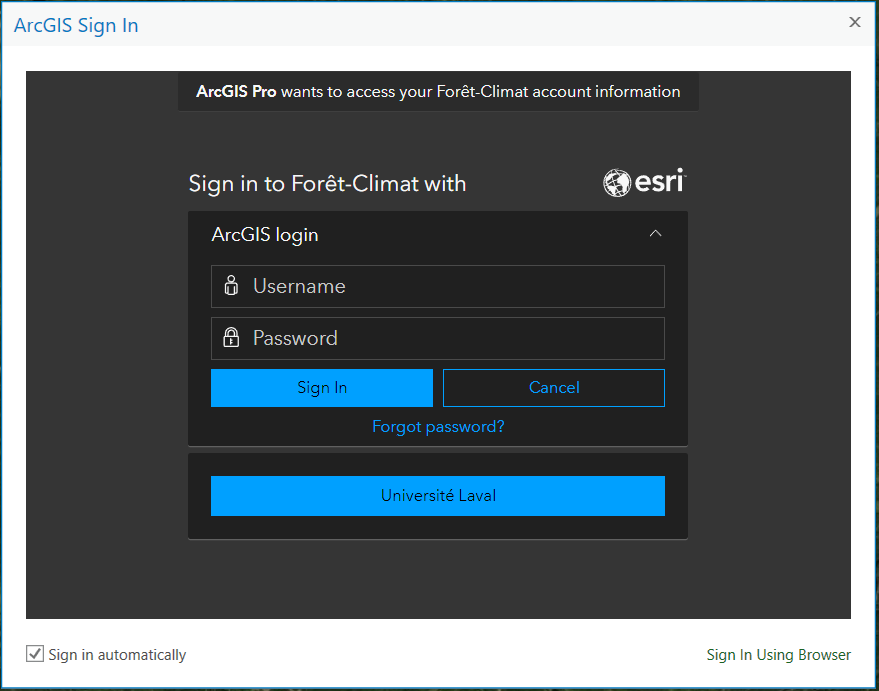 ArcGIS Sign In
ArcGIS Pro wants to access your Forêt-Climat account information
Sign in to Forêt-Climat with
esri
ArcGIS login
Username
Password
Sign In
Cancel
Forgot password?
Université Laval
Sign in automatically
Sign In Using Browser